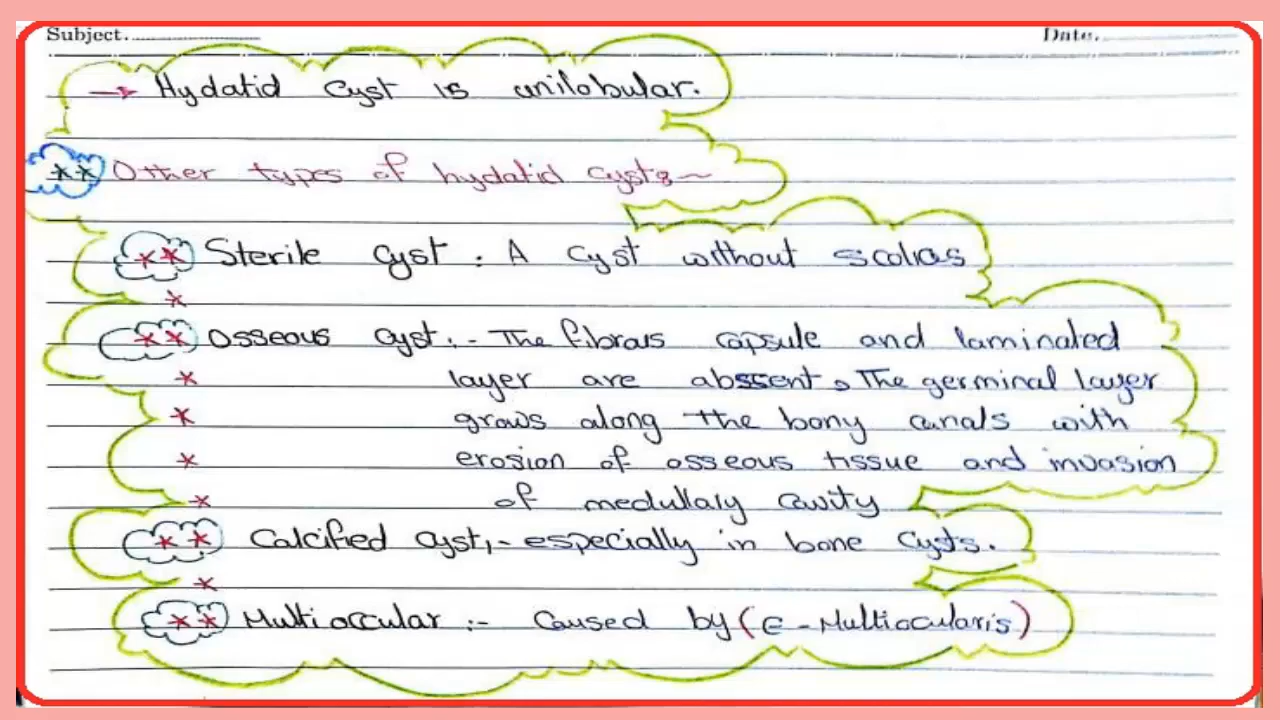 Subject. Date.
→ Hydatid Cyst is unilobular.
** Other types of hydatid cysts~
** Sterile Cyst : A Cyst without scolics
*
** Osseous Cyst :- The fibrous capsule and laminated
* layer are abssent, The germinal layer
* grows along the bony canals with
* erosion of osseous tissue and invasion
* of medullary cavity
** Calcified Cyst :- especially in bone Cysts.
*
** Multioccular :- Caused by (E-Multiocularis)